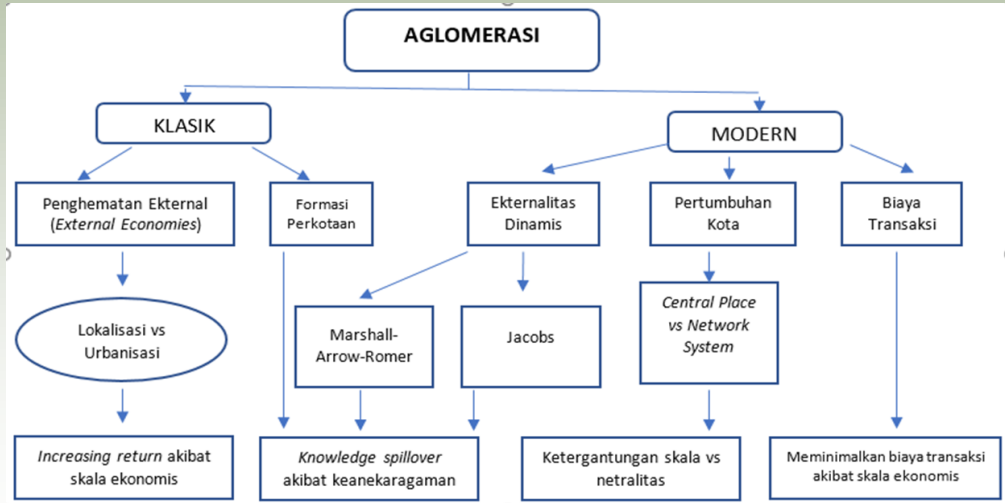 AGLOMERASI
KLASIK
MODERN
Penghematan Ekternal
(External Economies)
Formasi
Perkotaan
Ekternalitas
Dinamis
Pertumbuhan
Kota
Biaya
Transaksi
Lokalisasi vs
Urbanisasi
Marshall-
Arrow-Romer
Jacobs
Central Place
vs Network
System
Increasing return akibat
skala ekonomis
Knowledge spillover
akibat keanekaragaman
Ketergantungan skala vs
netralitas
Meminimalkan biaya transaksi
akibat skala ekonomis